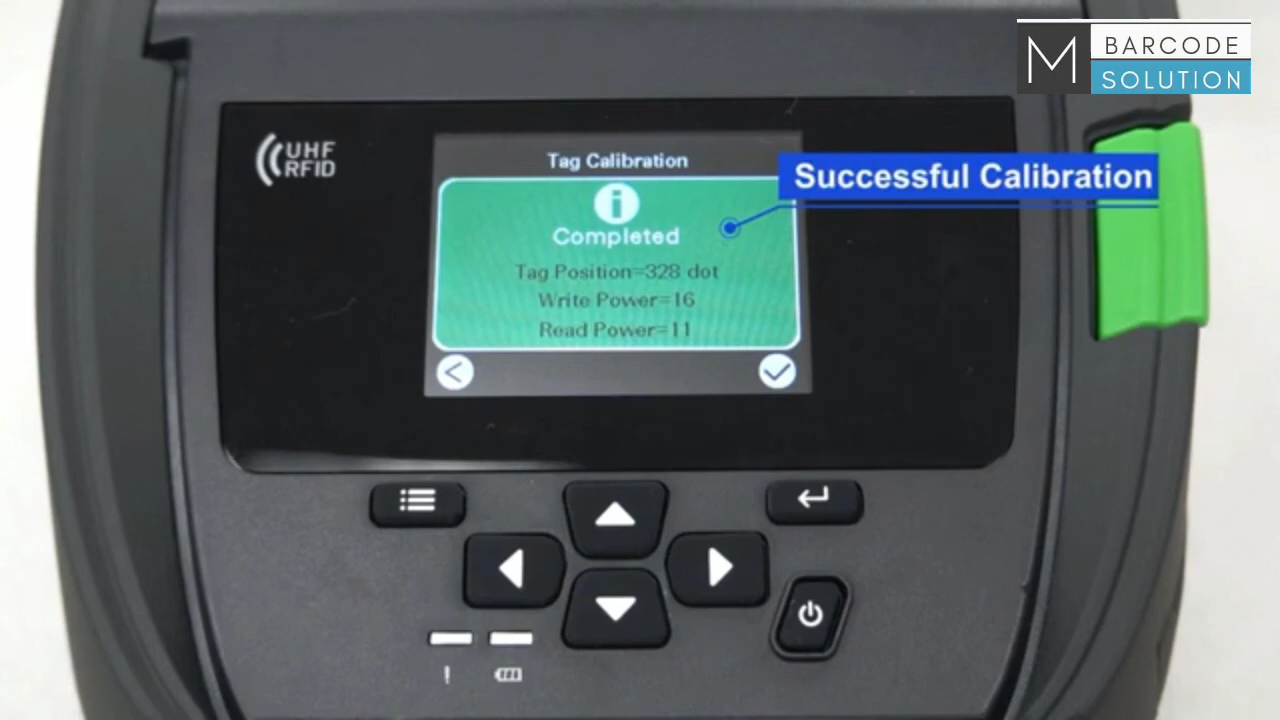 M BARCODE
SOLUTION
UHF
RFID
Tag Calibration
Successful Calibration
Completed
Tag Position=328 dot
Write Power=16
Read Power=11